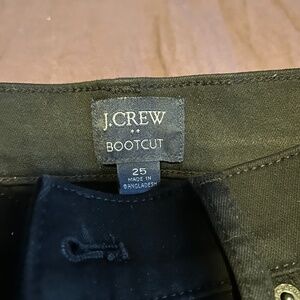 J.CREW
**
BOOTCUT
25
MADE IN
BANGLADESH